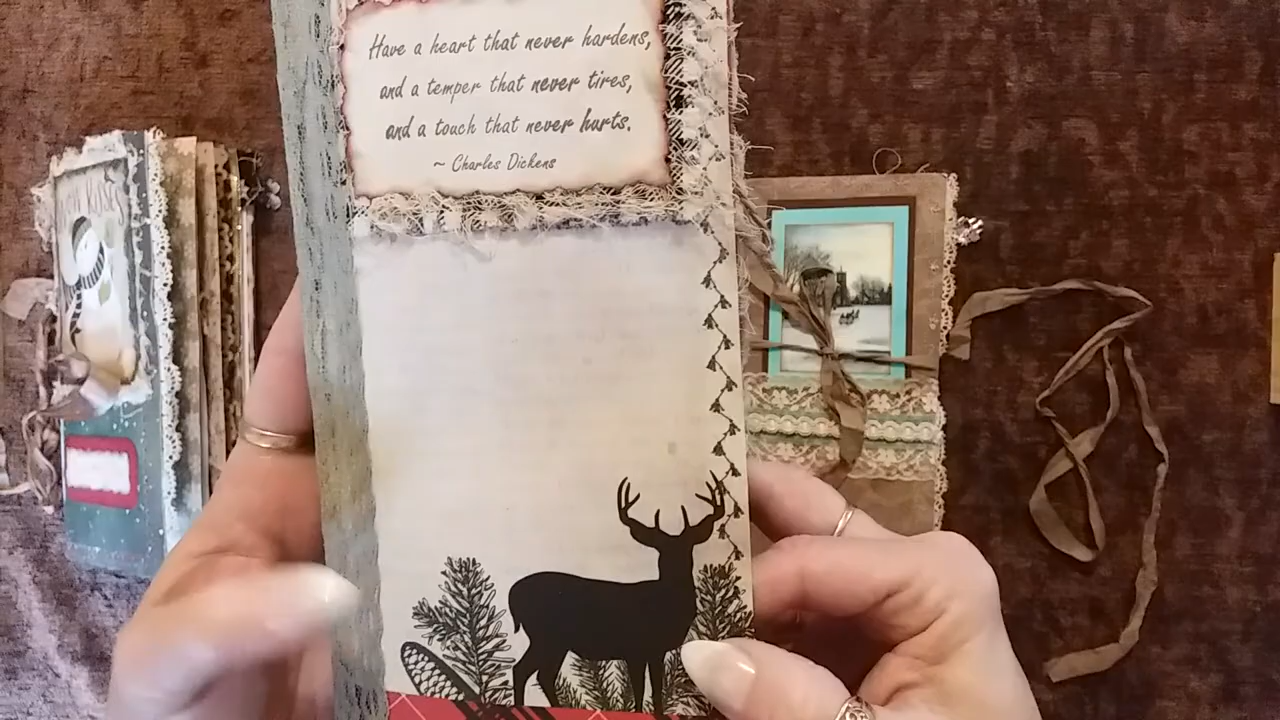 Have a heart that never hardens,
and a temper that never tires,
and a touch that never hurts.
~ Charles Dickens